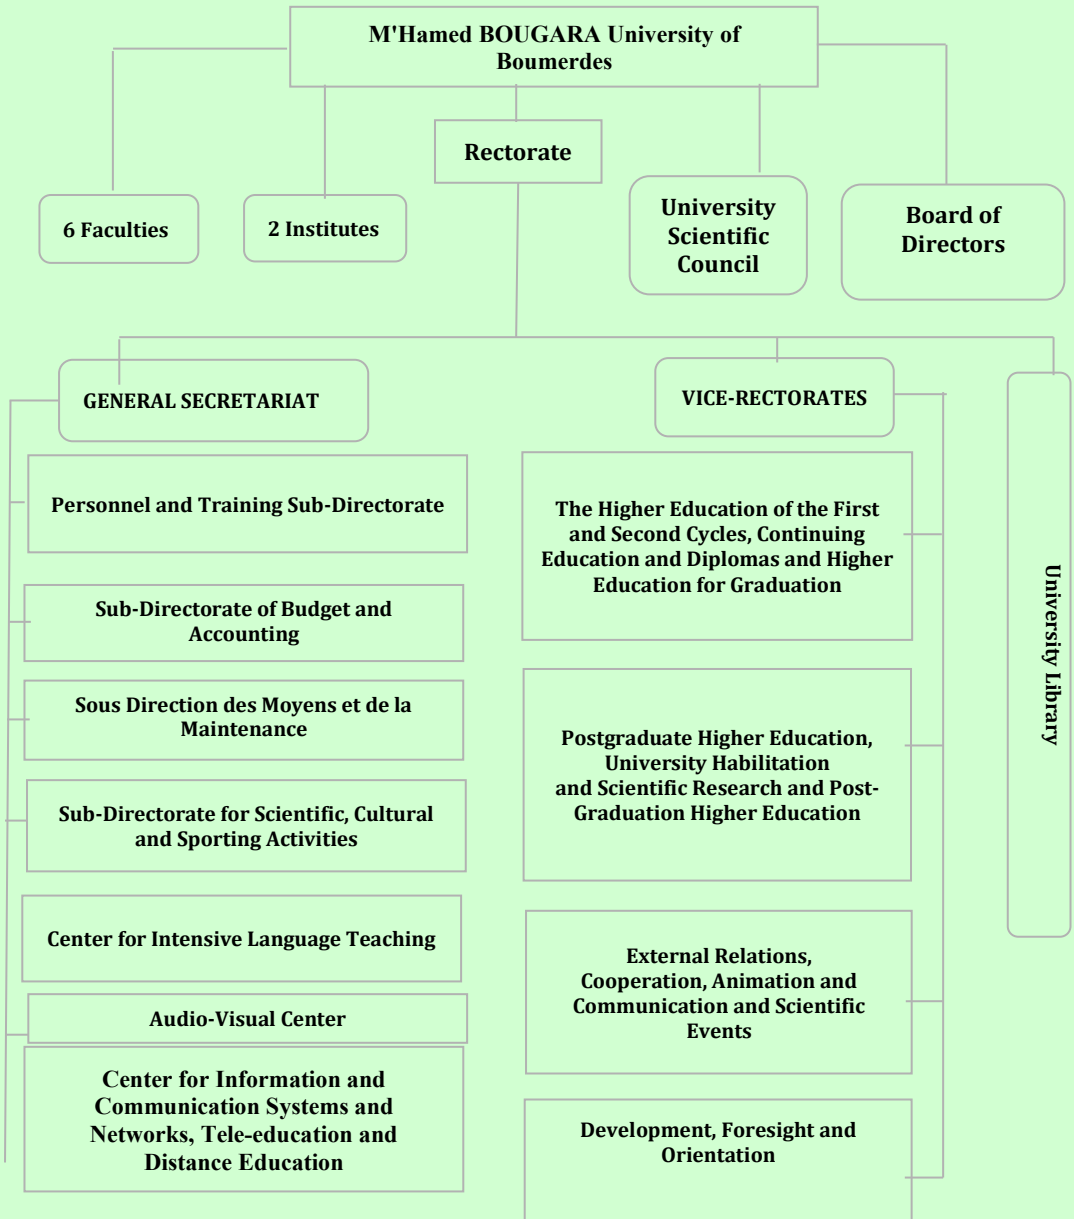 M'Hamed BOUGARA University of
Boumerdes
Rectorate
6 Faculties
2 Institutes
University
Scientific
Council
Board of
Directors
GENERAL SECRETARIAT
Personnel and Training Sub-Directorate
Sub-Directorate of Budget and
Accounting
Sous Direction des Moyens et de la
Maintenance
Sub-Directorate for Scientific, Cultural
and Sporting Activities
Center for Intensive Language Teaching
Audio-Visual Center
Center for Information and
Communication Systems and
Networks, Tele-education and
Distance Education
VICE-RECTORATES
The Higher Education of the First
and Second Cycles, Continuing
Education and Diplomas and Higher
Education for Graduation
Postgraduate Higher Education,
University Habilitation
and Scientific Research and Post-
Graduation Higher Education
External Relations,
Cooperation, Animation and
Communication and Scientific
Events
Development, Foresight and
Orientation
University Library